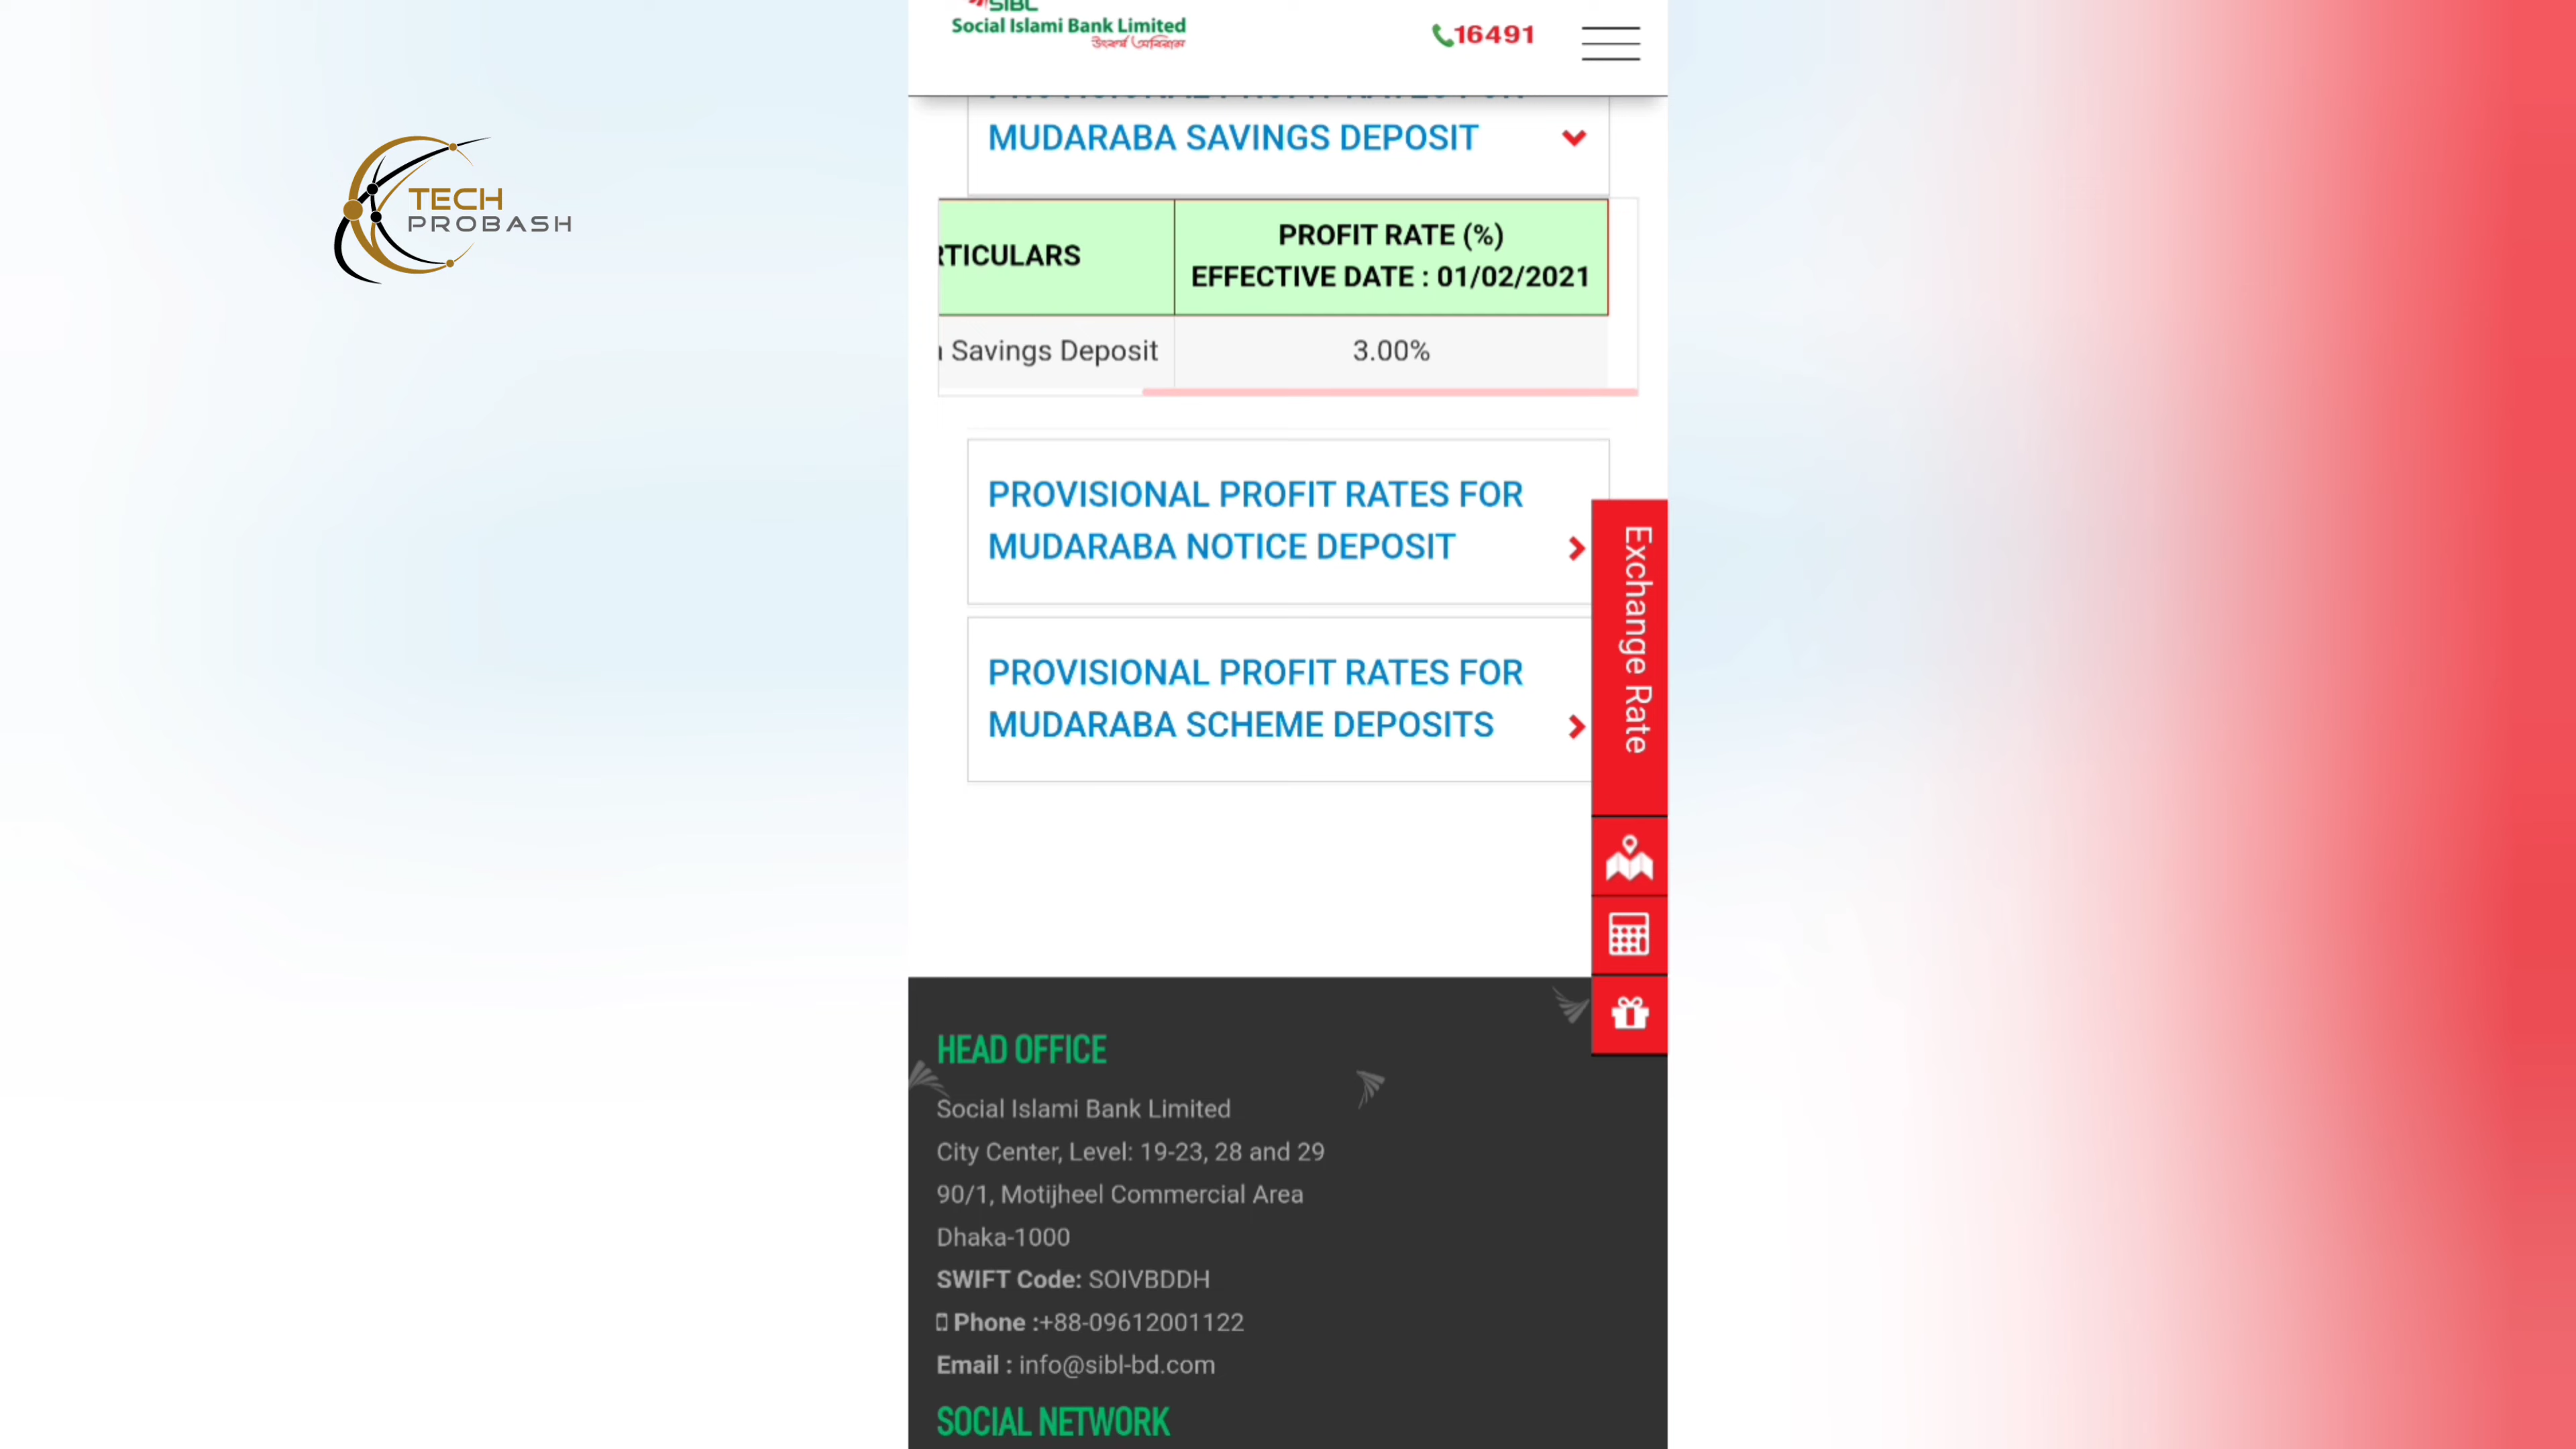 SIBL
Social Islami Bank Limited
উৎকর্ষে অবিরাম
16491
TECH
PROBASH
MUDARABA SAVINGS DEPOSIT
RTICULARS
PROFIT RATE (%)
EFFECTIVE DATE : 01/02/2021
Savings Deposit
3.00%
PROVISIONAL PROFIT RATES FOR
MUDARABA NOTICE DEPOSIT
PROVISIONAL PROFIT RATES FOR
MUDARABA SCHEME DEPOSITS
Exchange Rate
HEAD OFFICE
Social Islami Bank Limited
City Center, Level: 19-23, 28 and 29
90/1, Motijheel Commercial Area
Dhaka-1000
SWIFT Code: SOIVBDDH
Phone :+88-09612001122
Email : info@sibl-bd.com
SOCIAL NETWORK